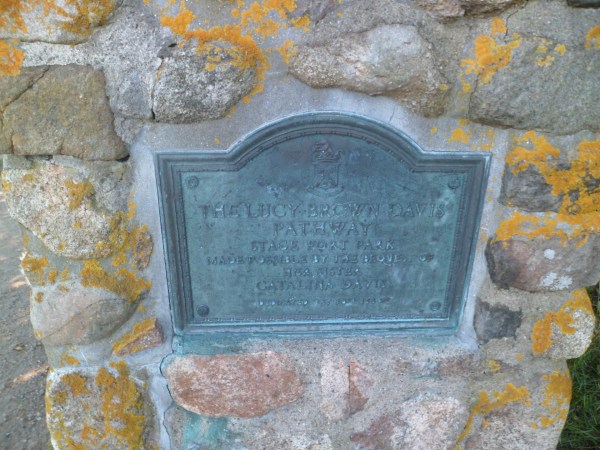 THE LUCY BROWN DAVIS
PATHWAY
STAGE FORT PARK
MADE POSSIBLE BY THE BEQUEST OF
HER SISTER
CATALINA DAVIS